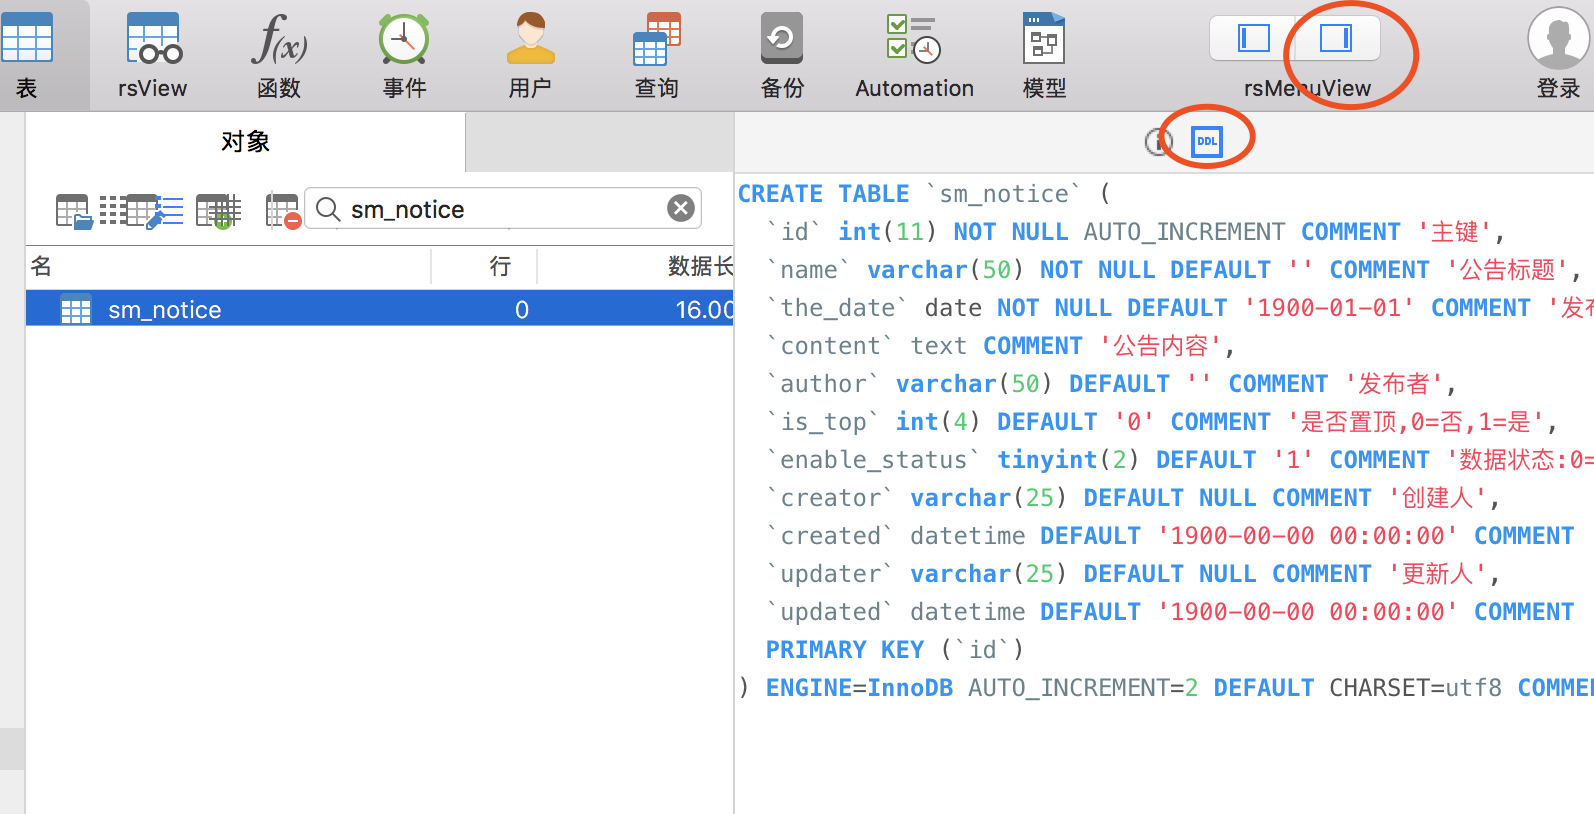 表 rsView 函数 事件 用户 查询 备份 Automation 模型 rsMenuView 登录
对象
DDL
sm_notice
名 行 数据长
sm_notice 0 16.00
CREATE TABLE `sm_notice` (
`id` int(11) NOT NULL AUTO_INCREMENT COMMENT '主键',
`name` varchar(50) NOT NULL DEFAULT '' COMMENT '公告标题',
`the_date` date NOT NULL DEFAULT '1900-01-01' COMMENT '发布
`content` text COMMENT '公告内容',
`author` varchar(50) DEFAULT '' COMMENT '发布者',
`is_top` int(4) DEFAULT '0' COMMENT '是否置顶,0=否,1=是',
`enable_status` tinyint(2) DEFAULT '1' COMMENT '数据状态:0=
`creator` varchar(25) DEFAULT NULL COMMENT '创建人',
`created` datetime DEFAULT '1900-00-00 00:00:00' COMMENT
`updater` varchar(25) DEFAULT NULL COMMENT '更新人',
`updated` datetime DEFAULT '1900-00-00 00:00:00' COMMENT
PRIMARY KEY (`id`)
) ENGINE=InnoDB AUTO_INCREMENT=2 DEFAULT CHARSET=utf8 COMMEN